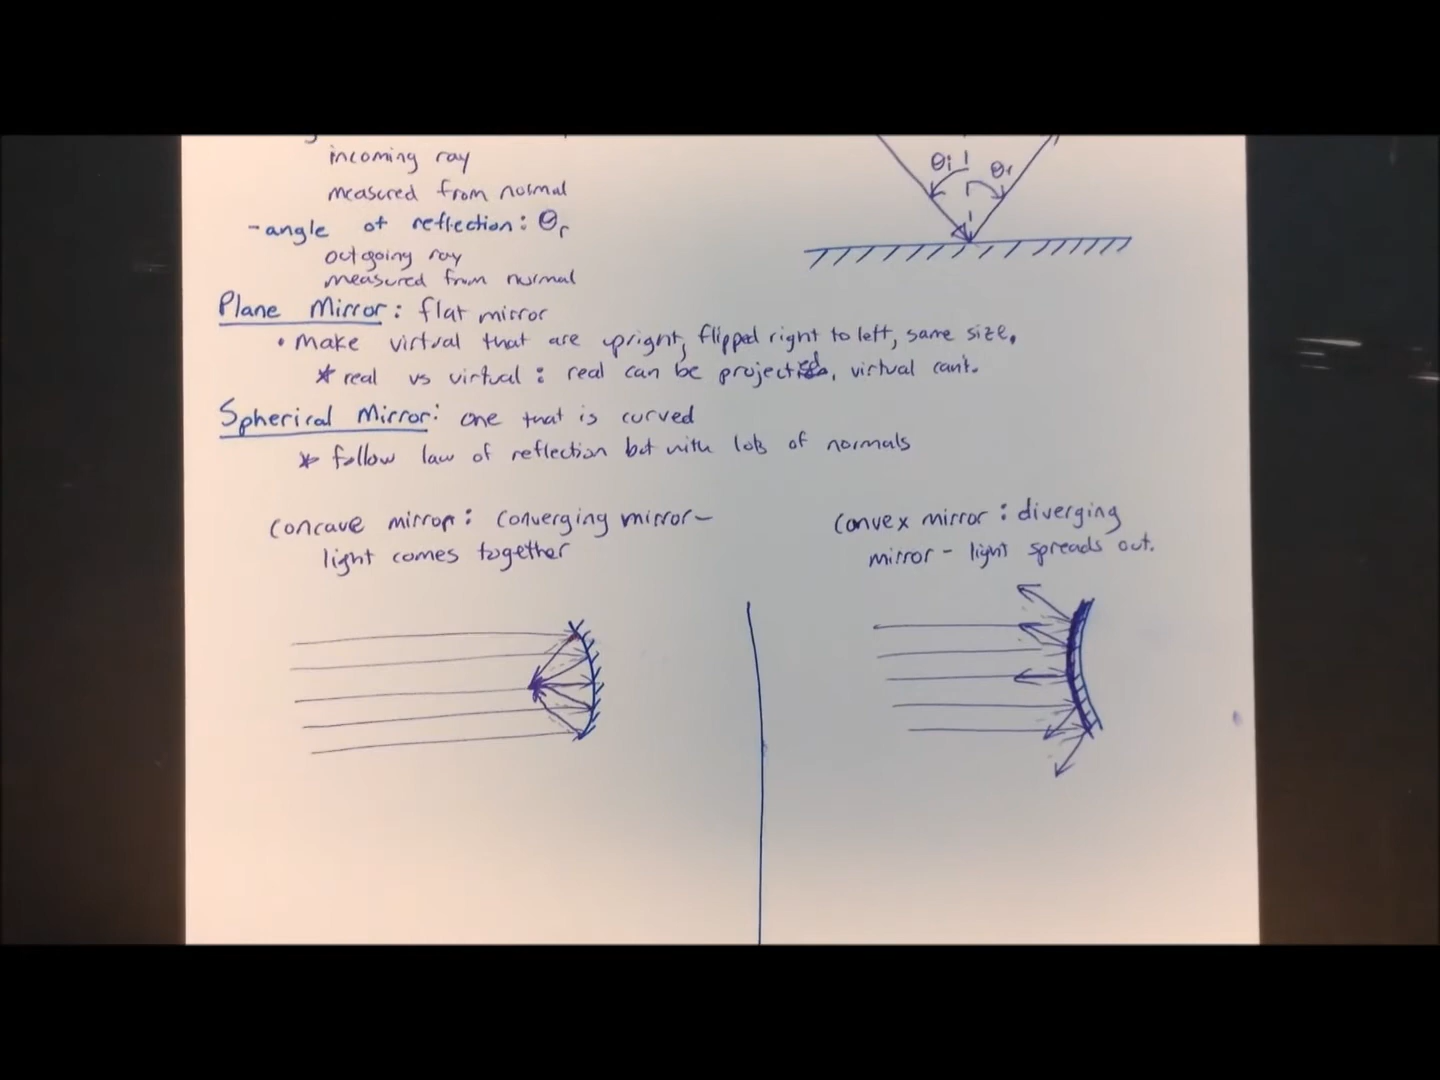 incoming ray
measured from normal
-angle of reflection: θr
outgoing ray
measured from normal
θi
θr
Plane Mirror: flat mirror
• Make virtual that are upright, flipped right to left, same size.
* real vs virtual: real can be projected, virtual can't.
Spherical Mirror: one that is curved
* follow law of reflection but with lots of normals
concave mirror: converging mirror-
light comes together
convex mirror: diverging
mirror - light spreads out.